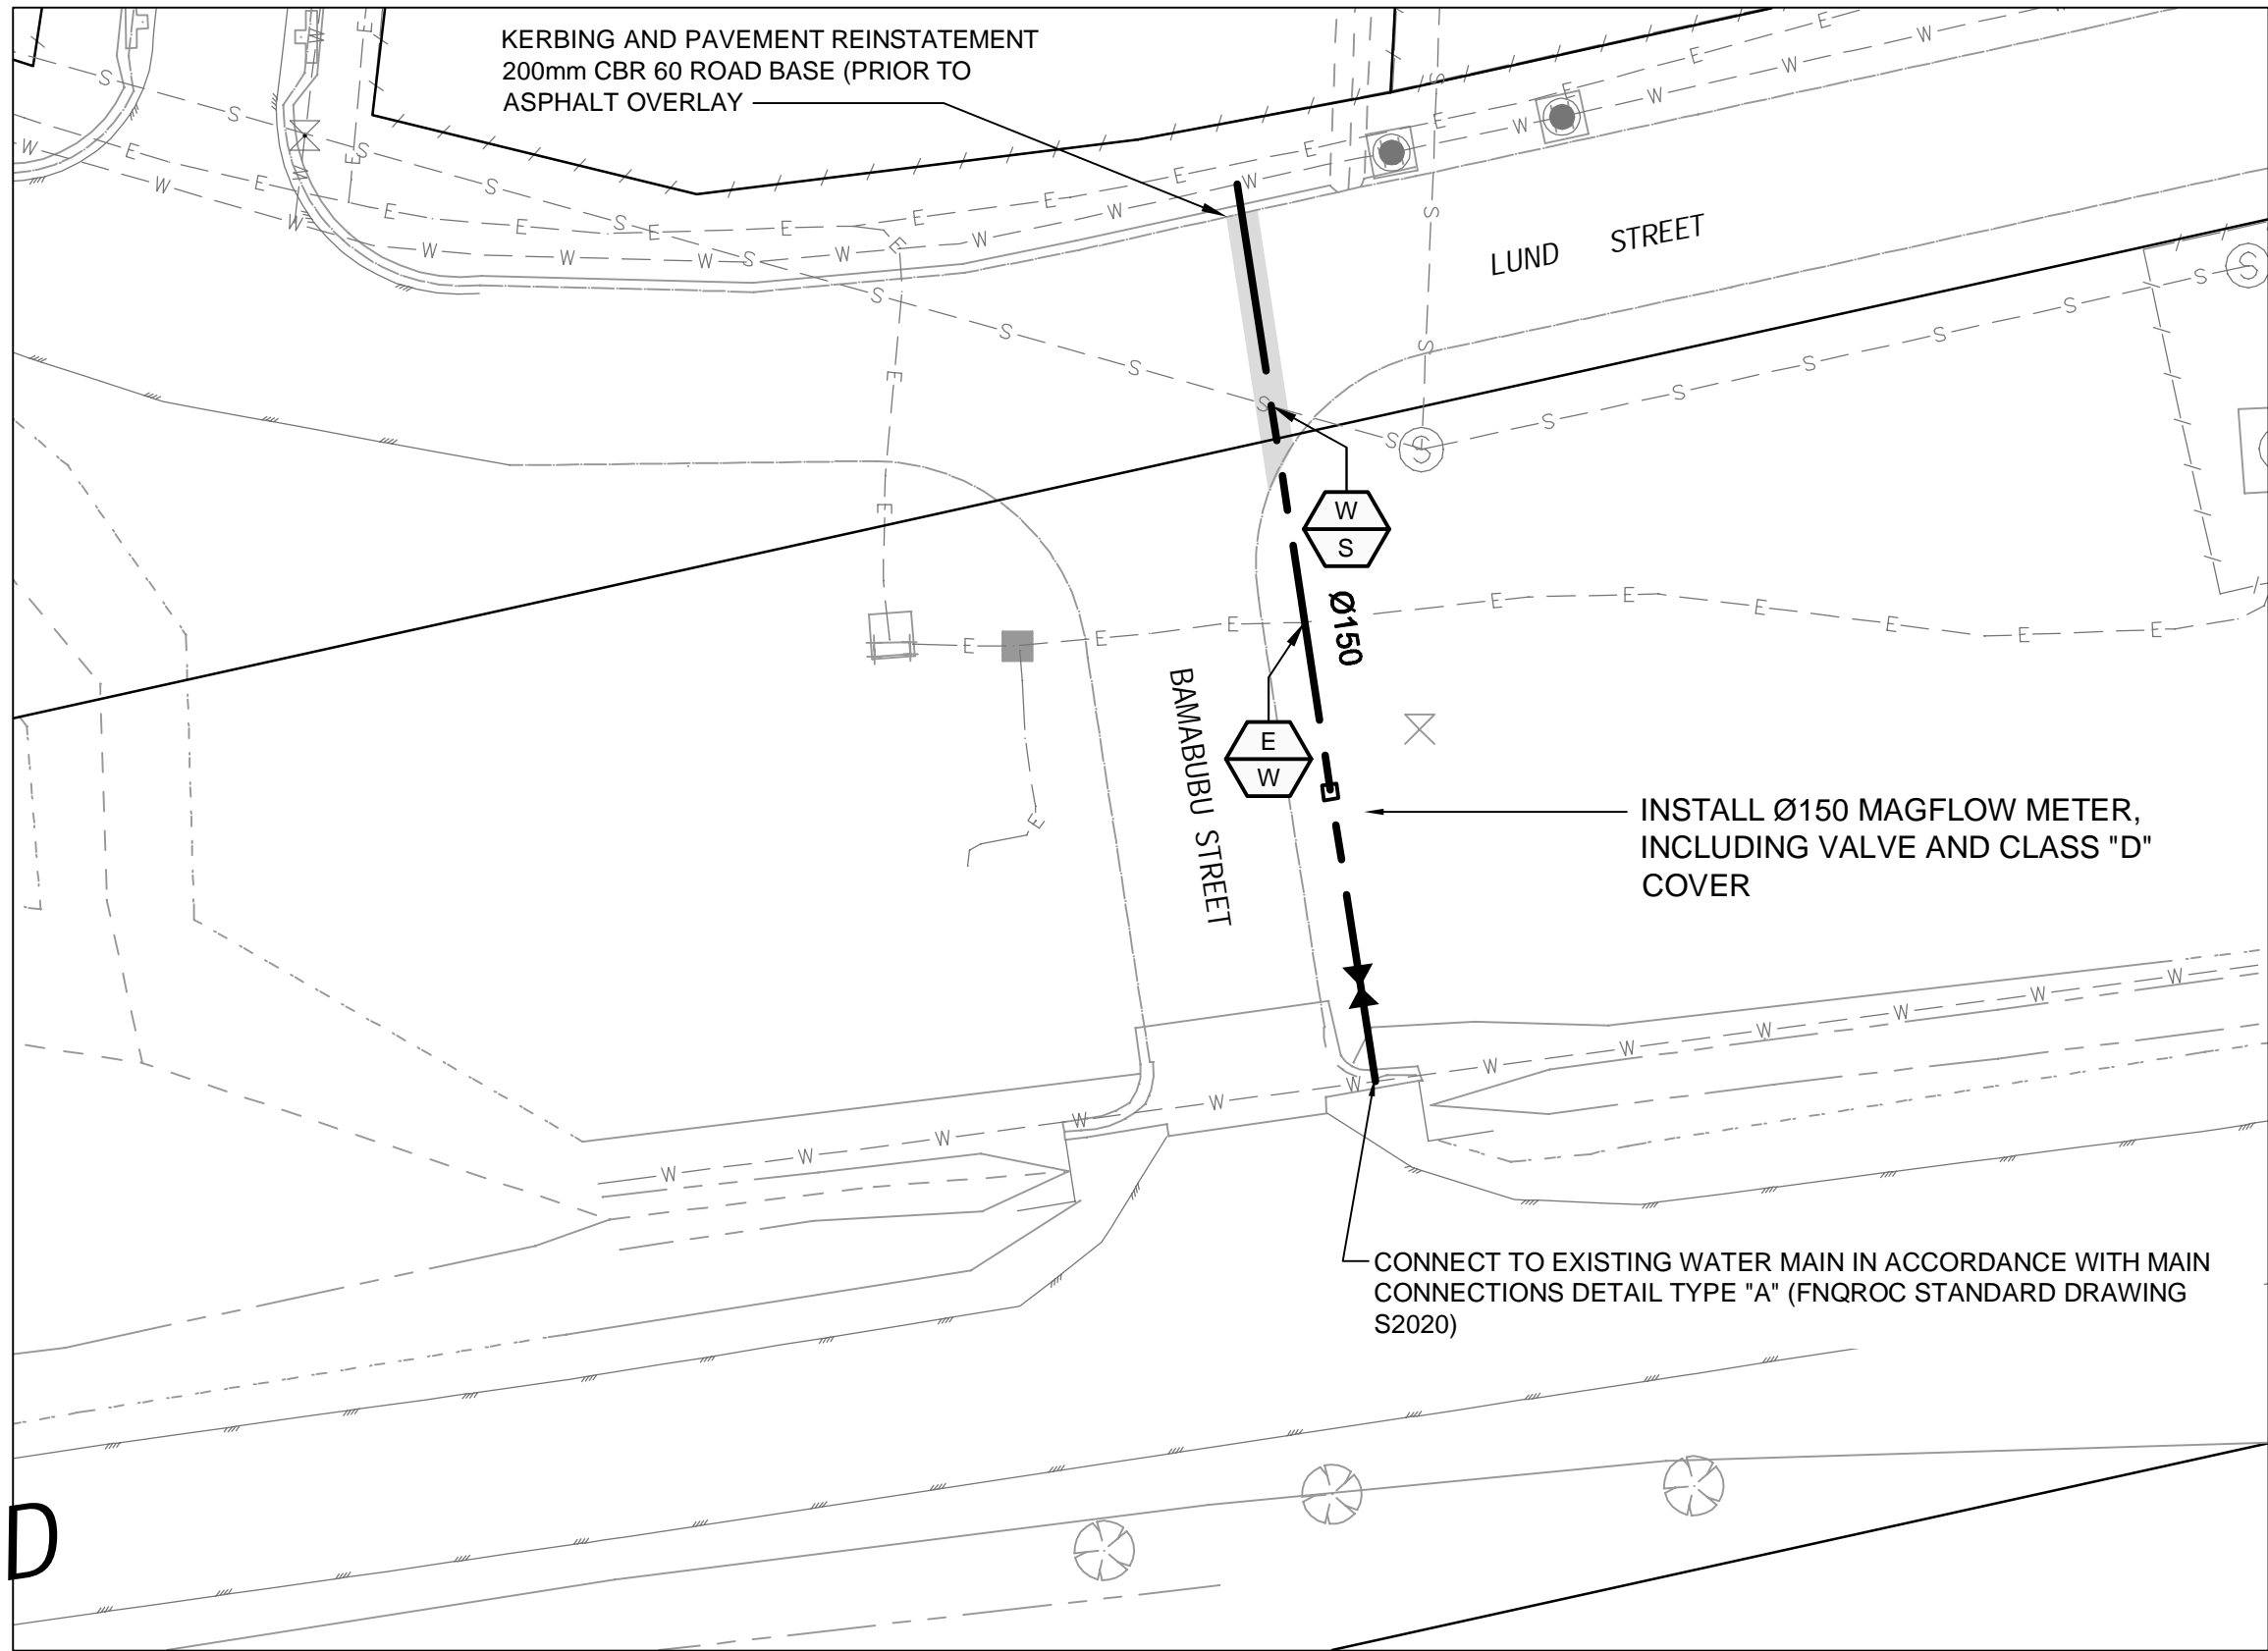 KERBING AND PAVEMENT REINSTATEMENT
200mm CBR 60 ROAD BASE (PRIOR TO
ASPHALT OVERLAY
LUND STREET
W
S
Ø150
E
W
BAMABUBU STREET
INSTALL Ø150 MAGFLOW METER,
INCLUDING VALVE AND CLASS "D"
COVER
CONNECT TO EXISTING WATER MAIN IN ACCORDANCE WITH MAIN
CONNECTIONS DETAIL TYPE "A" (FNQROC STANDARD DRAWING
S2020)
D